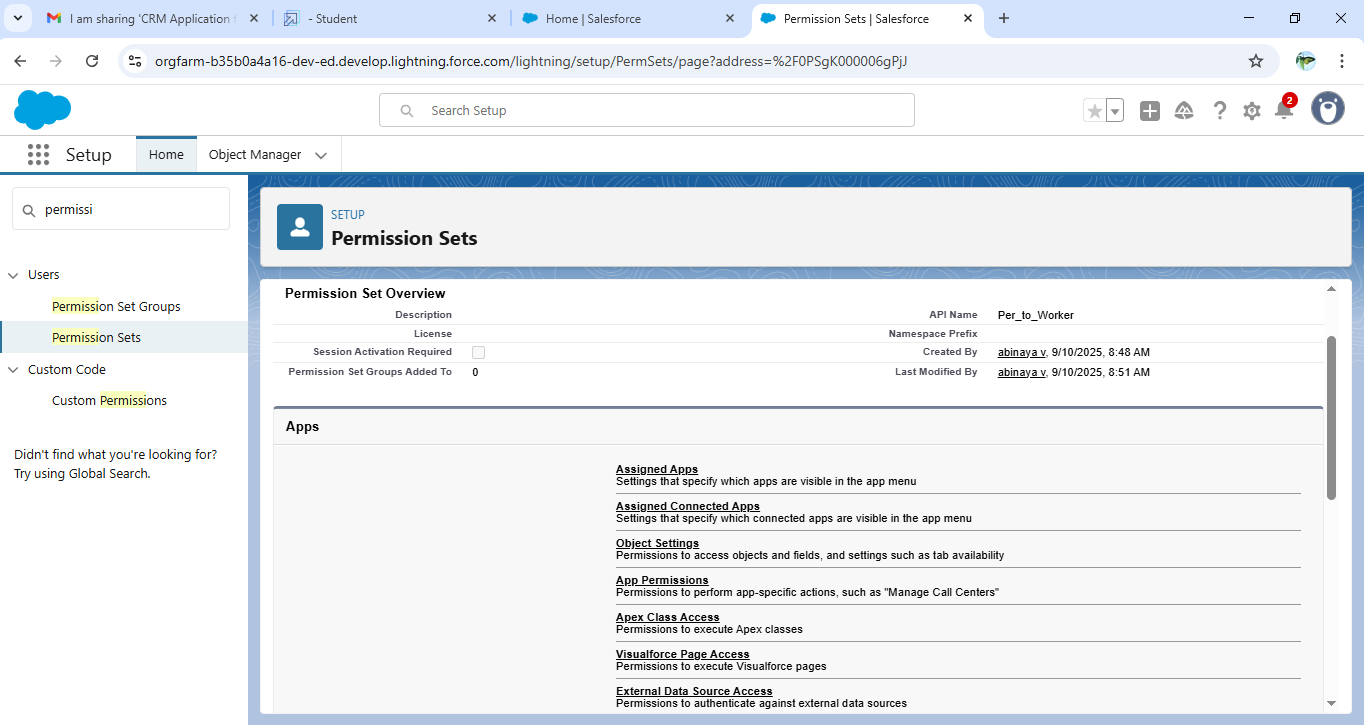 I am sharing 'CRM Application f
- Student
Home | Salesforce
Permission Sets | Salesforce
orgfarm-b35b0a4a16-dev-ed.develop.lightning.force.com/lightning/setup/PermSets/page?address=%2F0PSgK000006gPjJ
Search Setup
2
Setup
Home
Object Manager
permissi
SETUP
Permission Sets
Users
Permission Set Groups
Permission Sets
Custom Code
Custom Permissions
Didn't find what you're looking for?
Try using Global Search.
Permission Set Overview
Description
API Name Per_to_Worker
License
Namespace Prefix
Session Activation Required
Created By abinaya v, 9/10/2025, 8:48 AM
Permission Set Groups Added To 0
Last Modified By abinaya v, 9/10/2025, 8:51 AM
Apps
Assigned Apps
Settings that specify which apps are visible in the app menu
Assigned Connected Apps
Settings that specify which connected apps are visible in the app menu
Object Settings
Permissions to access objects and fields, and settings such as tab availability
App Permissions
Permissions to perform app-specific actions, such as "Manage Call Centers"
Apex Class Access
Permissions to execute Apex classes
Visualforce Page Access
Permissions to execute Visualforce pages
External Data Source Access
Permissions to authenticate against external data sources